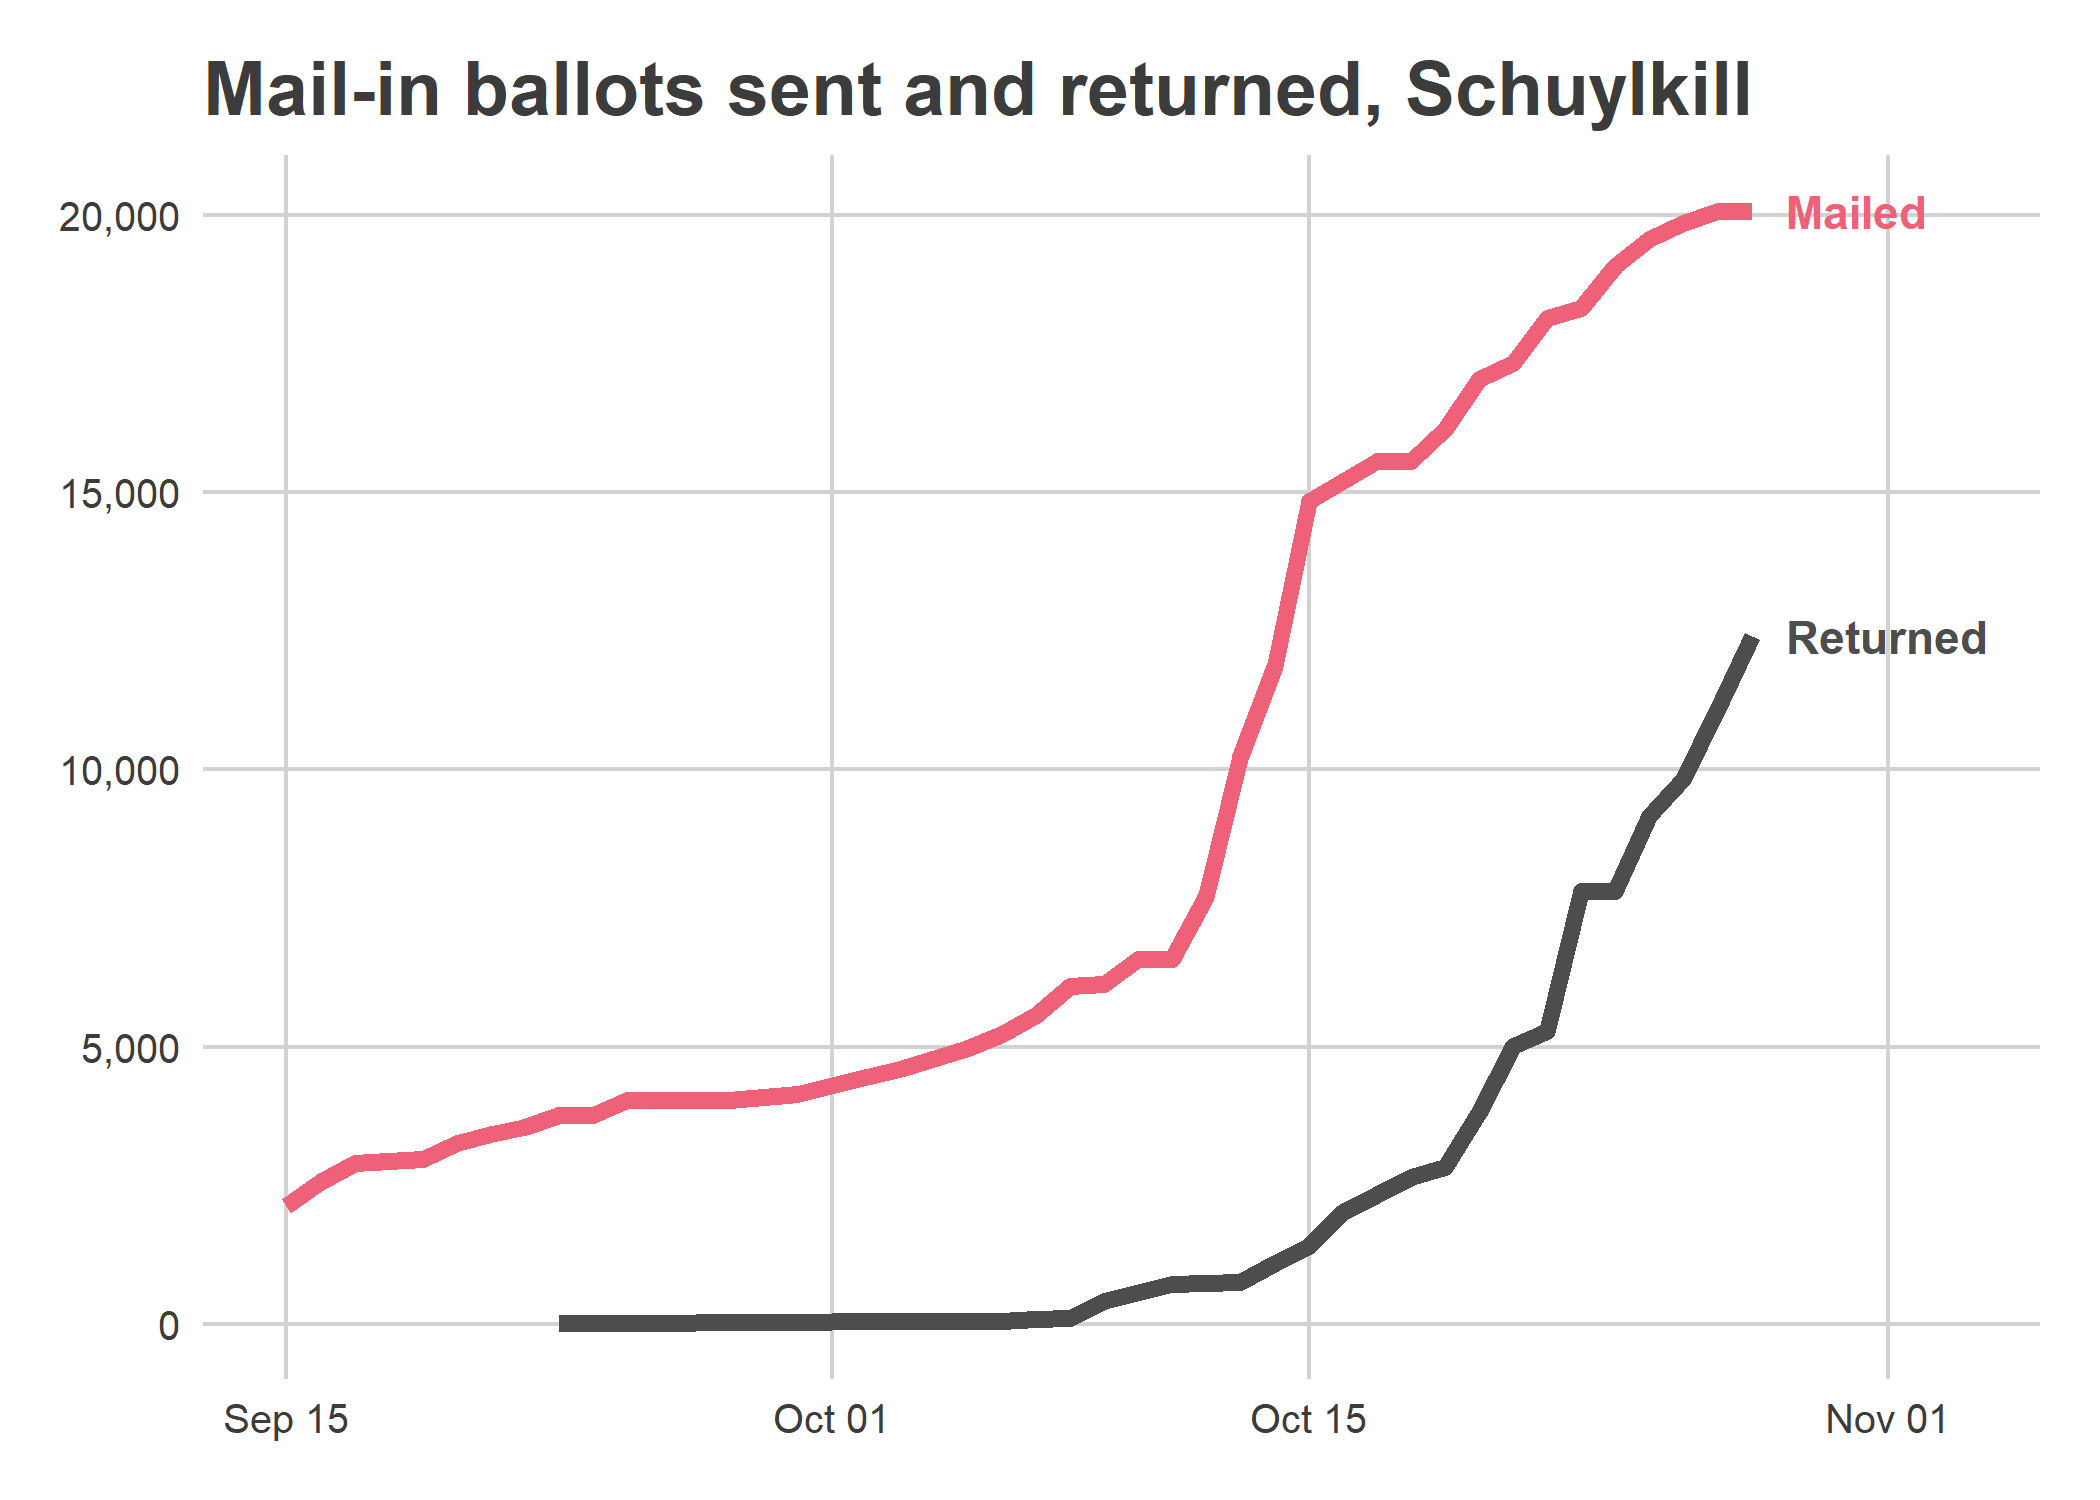 Mail-in ballots sent and returned, Schuylkill
20,000
Mailed
15,000
Returned
10,000
5,000
0
Sep 15
Oct 01
Oct 15
Nov 01